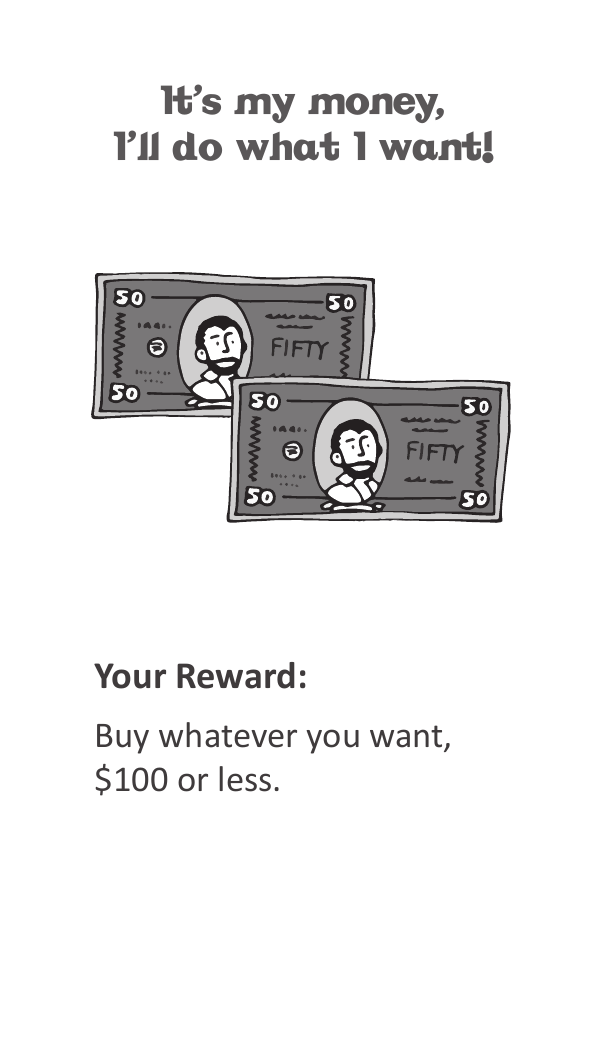 It's my money,
I'll do what I want!
50
50
FIFTY
50
50
50
FIFTY
50
50
Your Reward:
Buy whatever you want,
$100 or less.